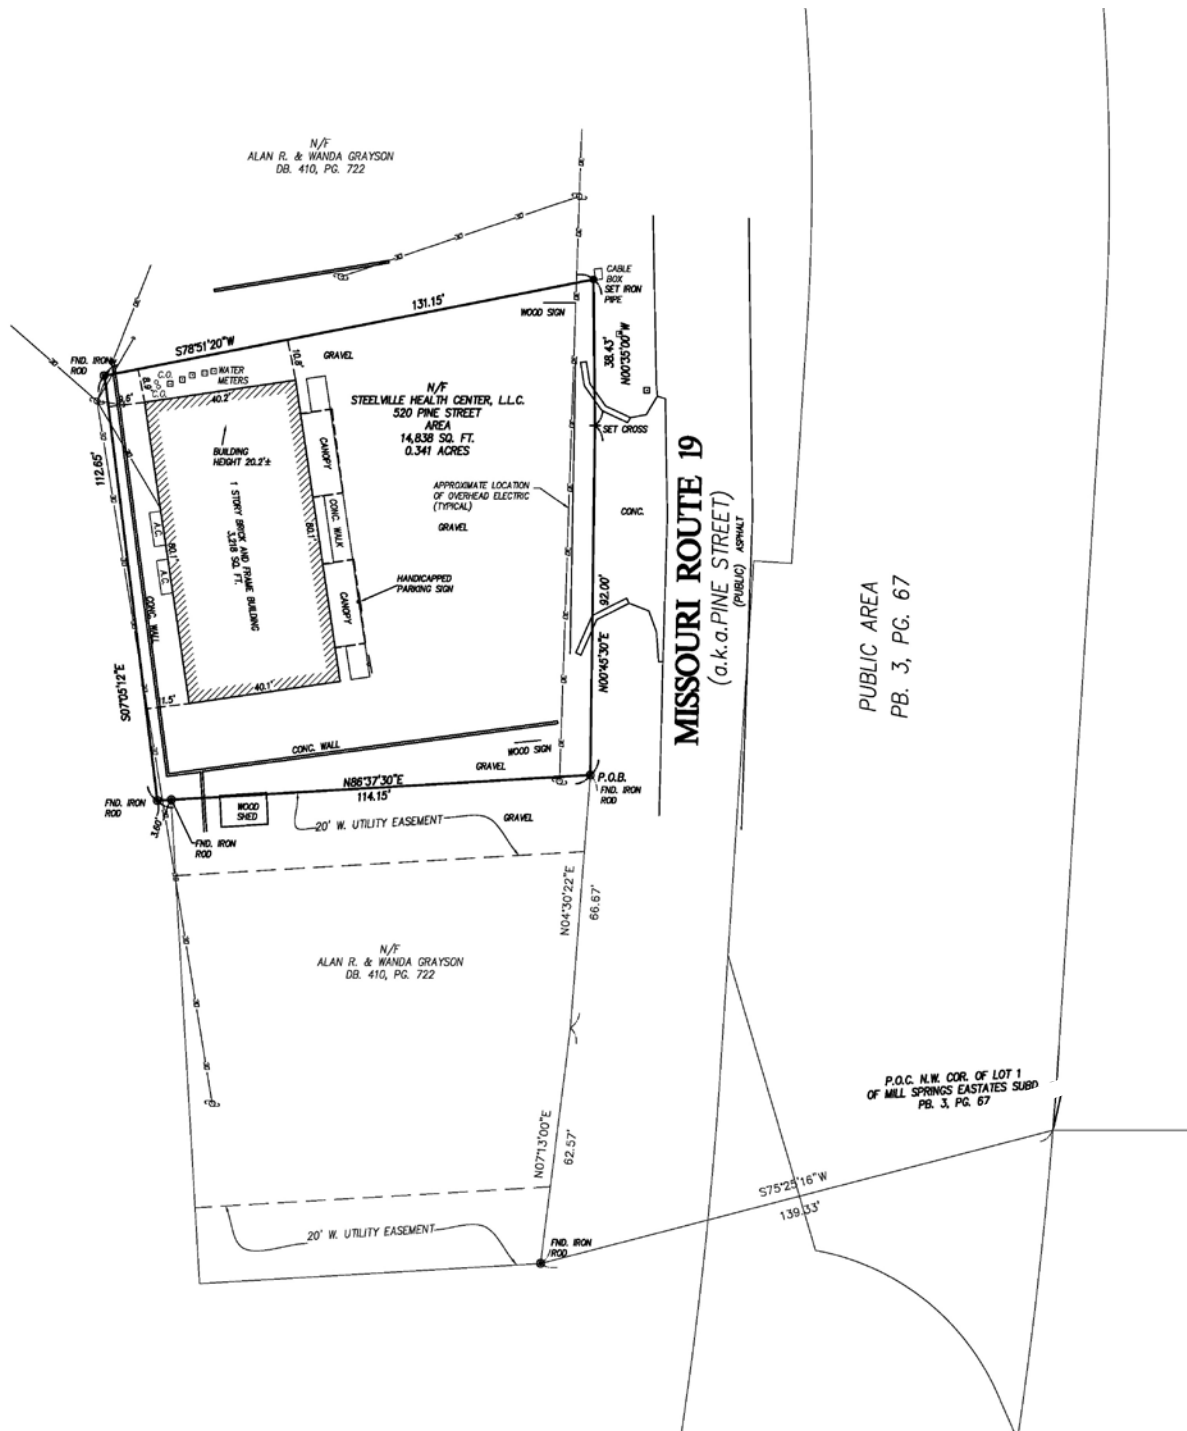 N/F
ALAN R. & WANDA GRAYSON
DB. 410, PG. 722
CABLE
BOX
SET IRON
PIPE
131.15'
WOOD SIGN
S78°51'20"W
38.43'
N00°35'00"W
FND. IRON
ROD
C.O.
C.O.
WATER
METERS
8.9'
10.8'
GRAVEL
40.2'
N/F
STEELVILLE HEALTH CENTER, L.L.C.
520 PINE STREET
AREA
14,838 SQ. FT.
0.341 ACRES
SET CROSS
BUILDING
HEIGHT 20.2'±
CANOPY
112.65'
APPROXIMATE LOCATION
OF OVERHEAD ELECTRIC
(TYPICAL)
GRAVEL
CONC.
1 STORY BRICK AND FRAME BUILDING
3,218 SQ. FT.
A.C.
A.C.
80.1'
80.1'
CONC. WALK
HANDICAPPED
PARKING SIGN
CANOPY
CONC. WALL
92.00'
N00°45'30"E
MISSOURI ROUTE 19
(a.k.a.PINE STREET)
(PUBLIC) ASPHALT
PUBLIC AREA
PB. 3, PG. 67
S07°05'12"E
1.5'
40.1'
CONC. WALL
WOOD SIGN
GRAVEL
N86°37'30"E
114.15'
P.O.B.
FND. IRON
ROD
FND. IRON
ROD
3.60'
WOOD
SHED
20' W. UTILITY EASEMENT
GRAVEL
FND. IRON
ROD
N04°30'22"E
66.67'
N/F
ALAN R. & WANDA GRAYSON
DB. 410, PG. 722
P.O.C. N.W. COR. OF LOT 1
OF MILL SPRINGS EASTATES SUBD
PB. 3, PG. 67
N07°13'00"E
62.57'
S75°25'16"W
139.33'
20' W. UTILITY EASEMENT
FND. IRON
ROD